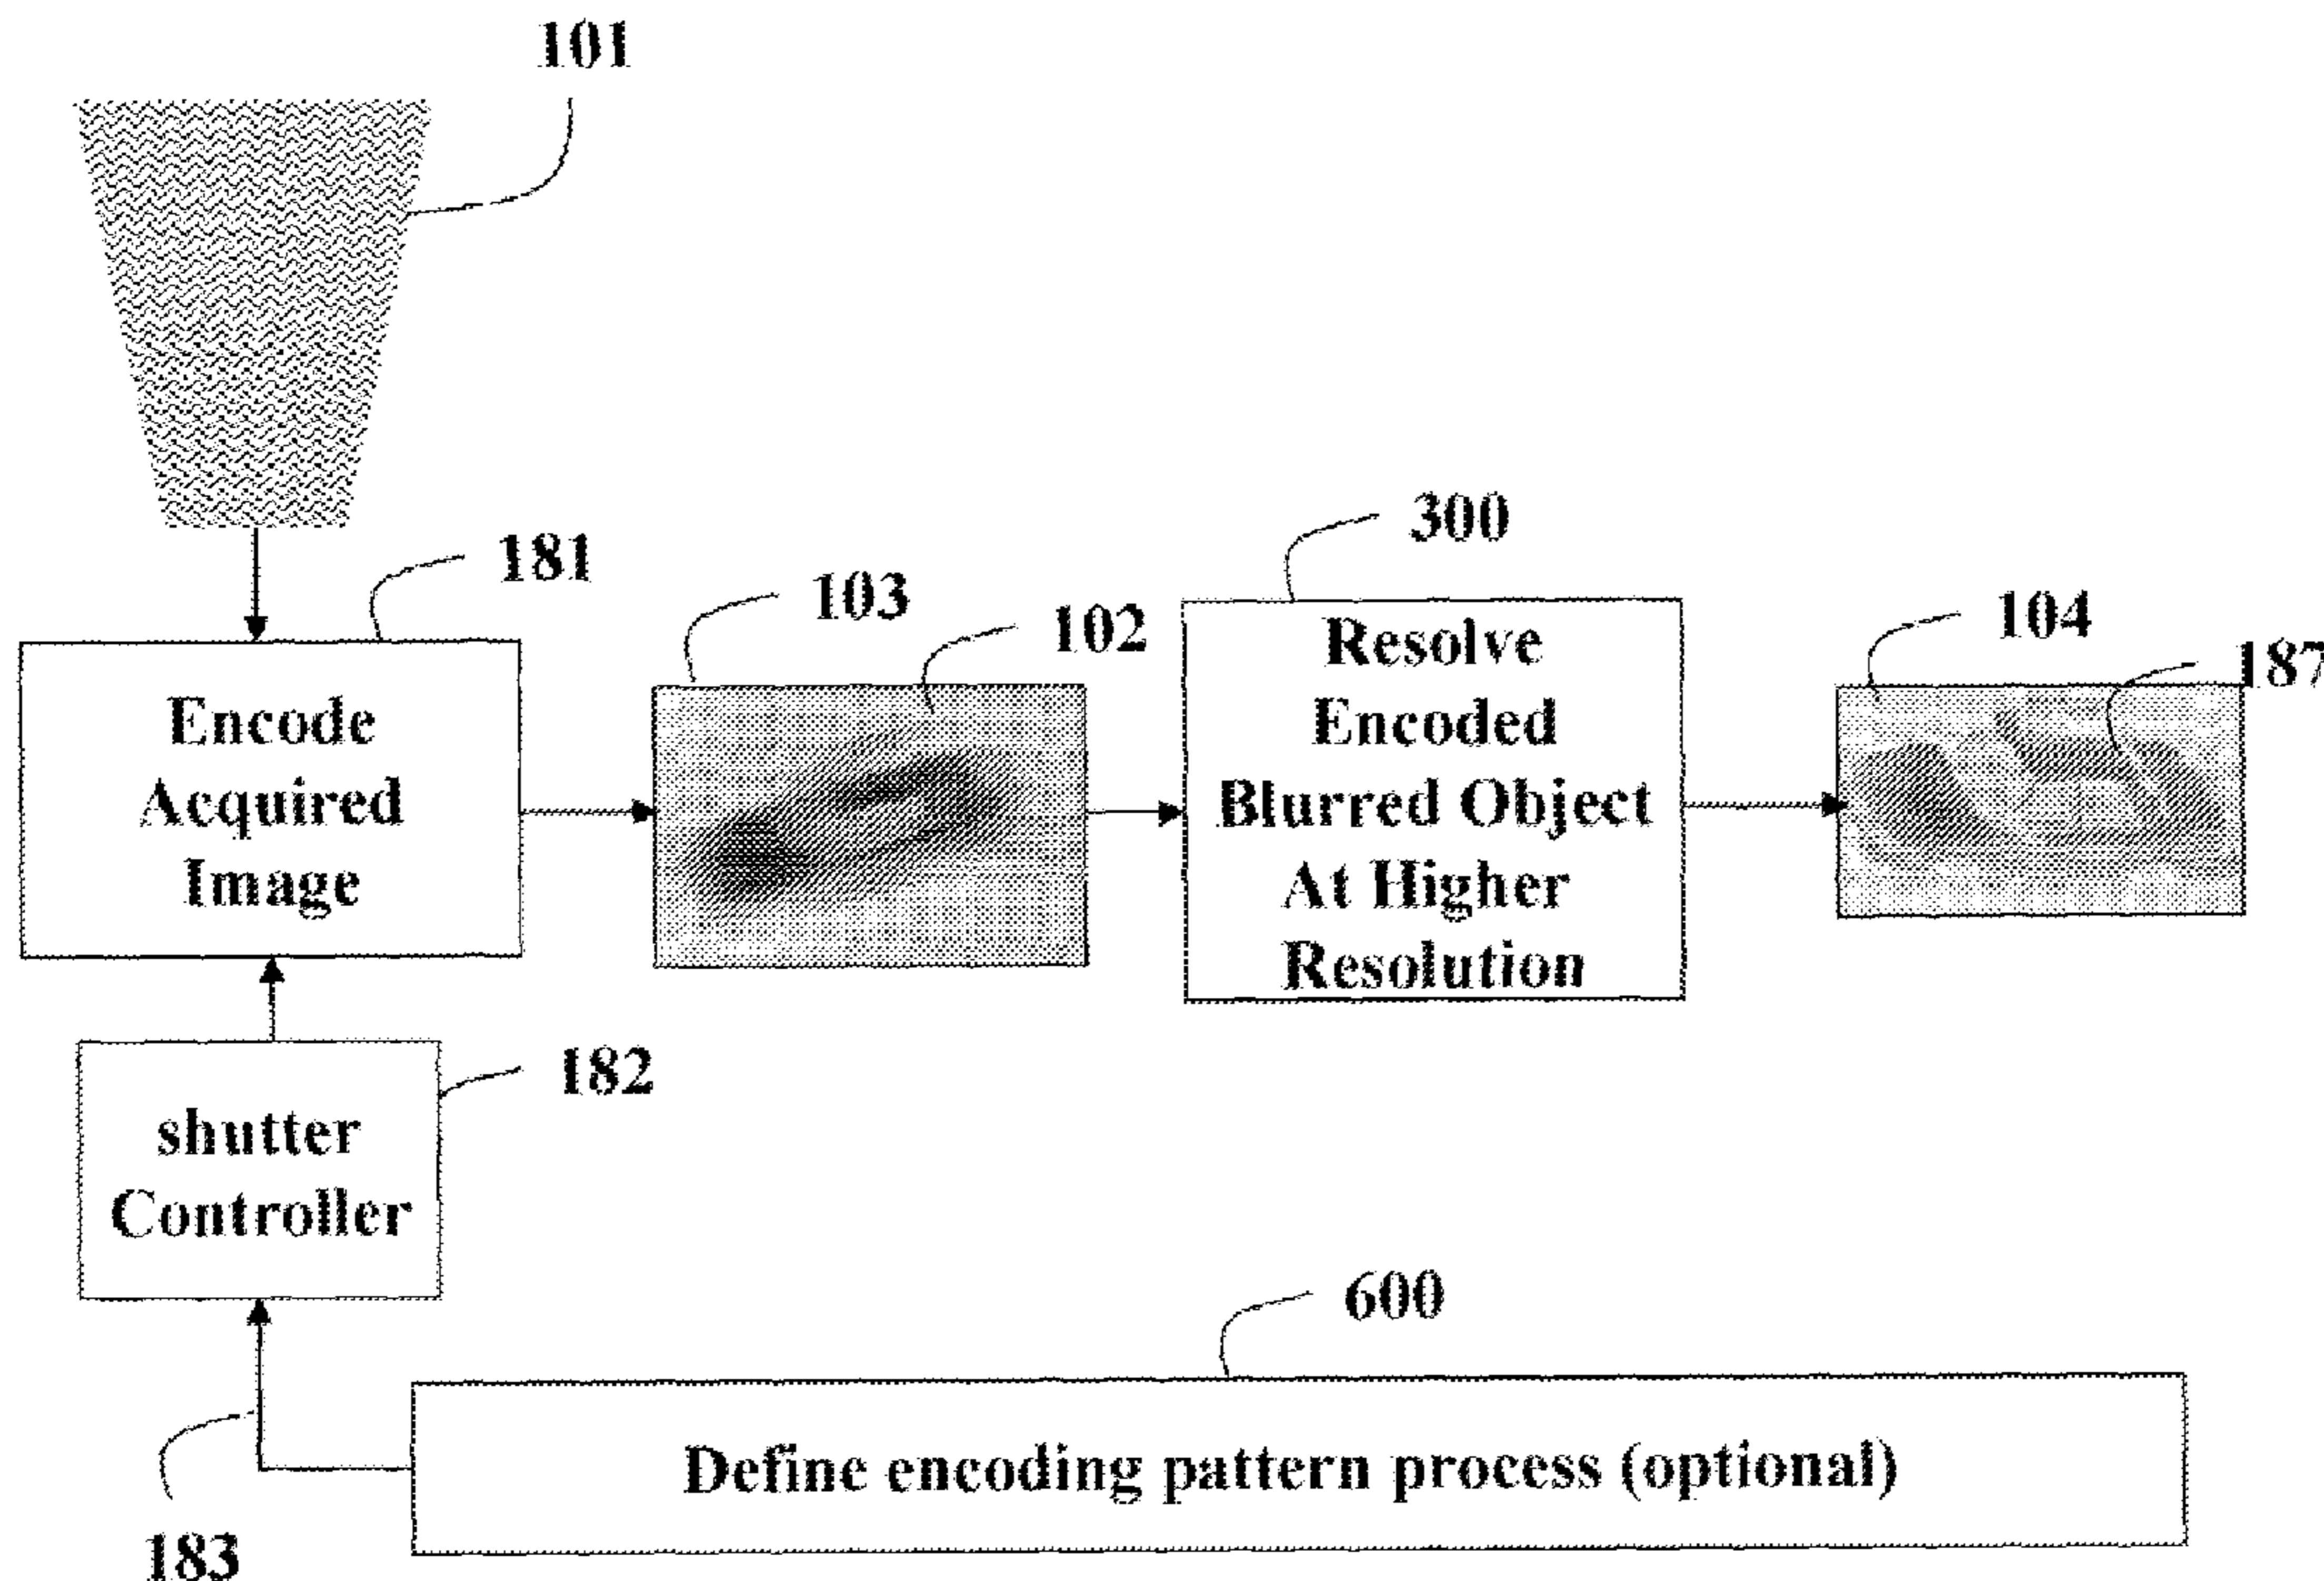 101
181
Encode
Acquired
Image
103
102
300
Resolve
Encoded
Blurred Object
At Higher
Resolution
104
187
182
shutter
Controller
600
Define encoding pattern process (optional)
183